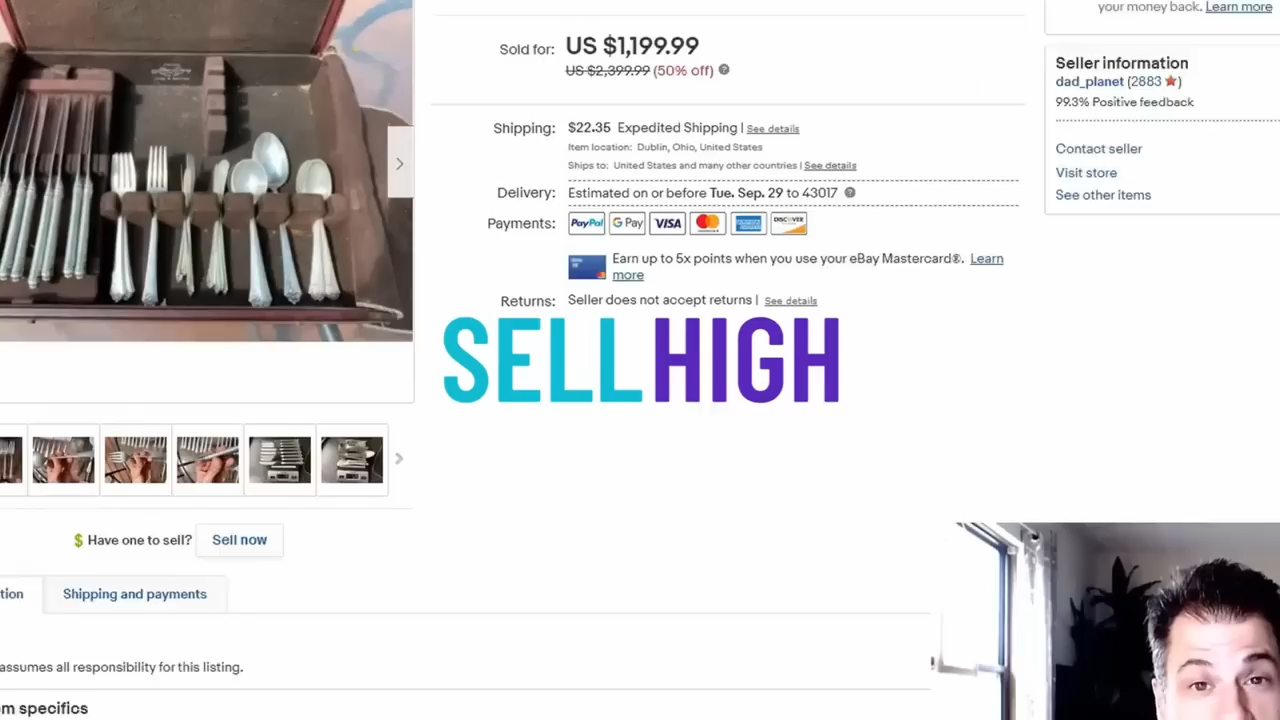 your money back. Learn more
Sold for: US $1,199.99
US $2,399.99 (50% off)
Seller information
dad_planet (2883)
99.3% Positive feedback
Shipping: $22.35 Expedited Shipping | See details
Item location: Dublin, Ohio, United States
Ships to: United States and many other countries | See details
Contact seller
Visit store
See other items
Delivery: Estimated on or before Tue. Sep. 29 to 43017
Payments: PayPal G Pay VISA DISCOVER
Earn up to 5x points when you use your eBay Mastercard®. Learn
more
Returns: Seller does not accept returns | See details
SELLHIGH
$ Have one to sell? Sell now
tion Shipping and payments
assumes all responsibility for this listing.
m specifics